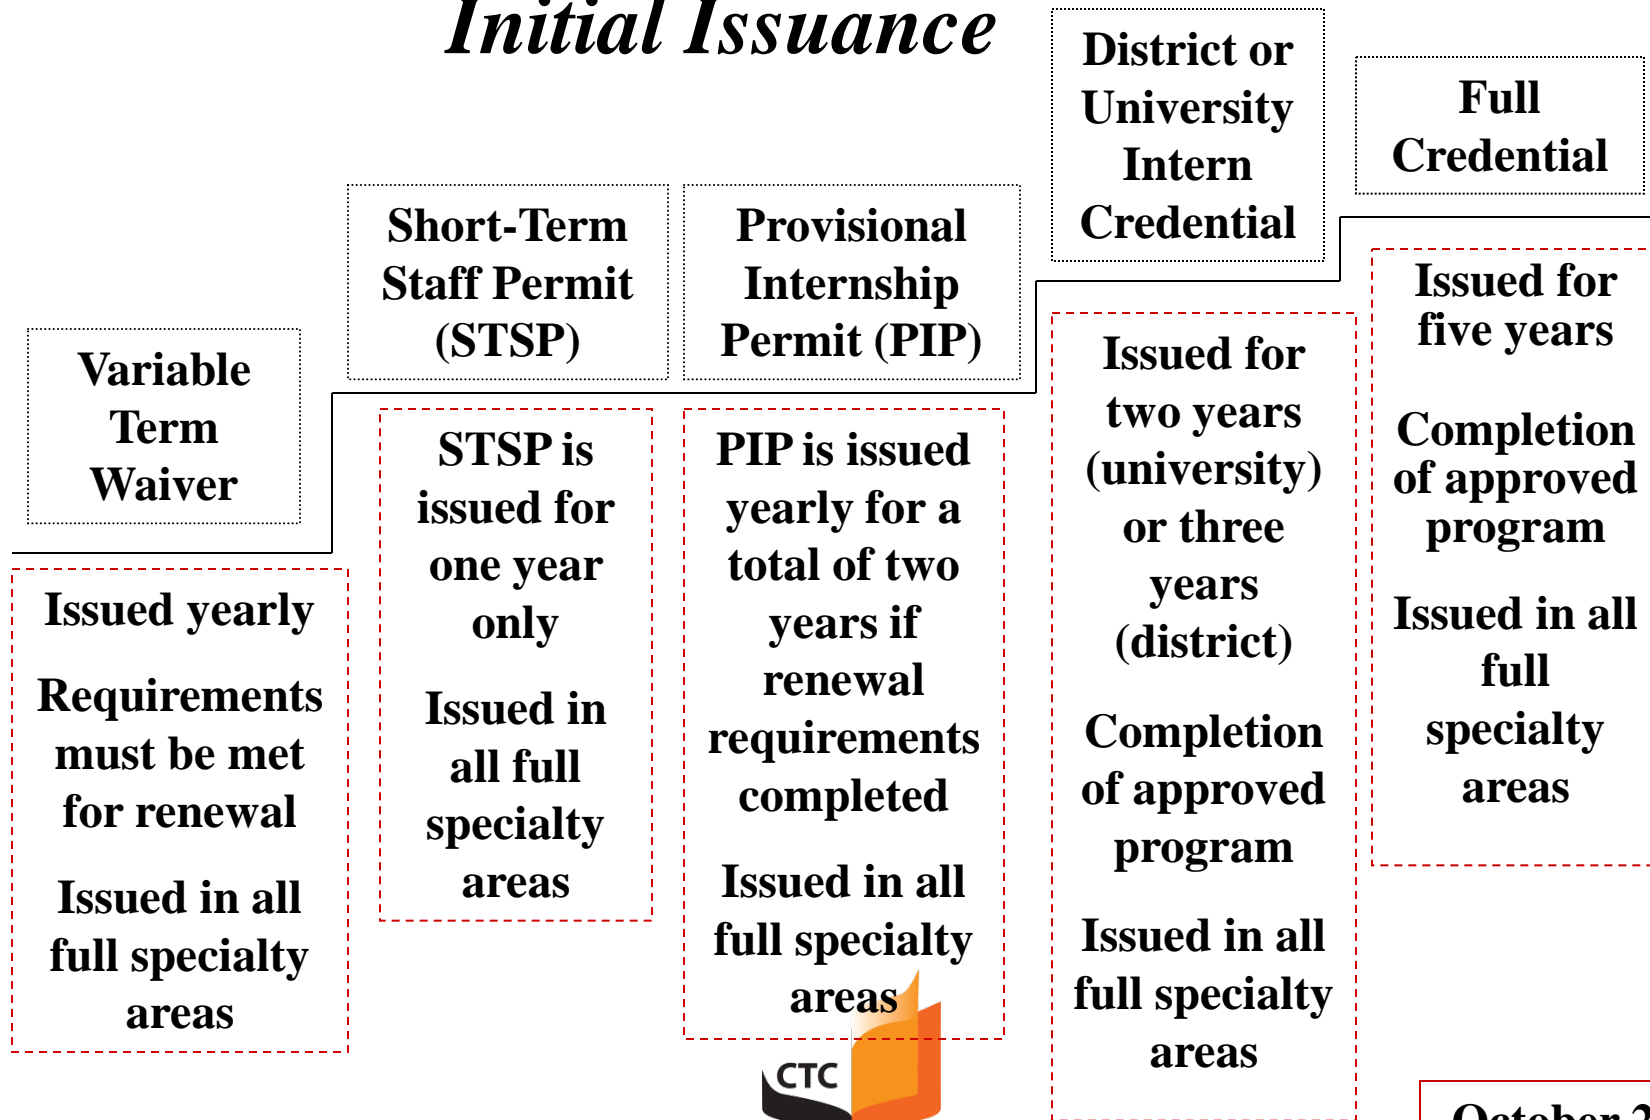 Initial Issuance
Variable
Term
Waiver
Issued yearly
Requirements
must be met
for renewal
Issued in all
full specialty
areas
Short-Term
Staff Permit
(STSP)
STSP is
issued for
one year
only
Issued in
all full
specialty
areas
Provisional
Internship
Permit (PIP)
PIP is issued
yearly for a
total of two
years if
renewal
requirements
completed
Issued in all
full specialty
areas
District or
University
Intern
Credential
Issued for
two years
(university)
or three
years
(district)
Completion
of approved
program
Issued in all
full specialty
areas
Full
Credential
Issued for
five years
Completion
of approved
program
Issued in all
full
specialty
areas
CTC
October 2